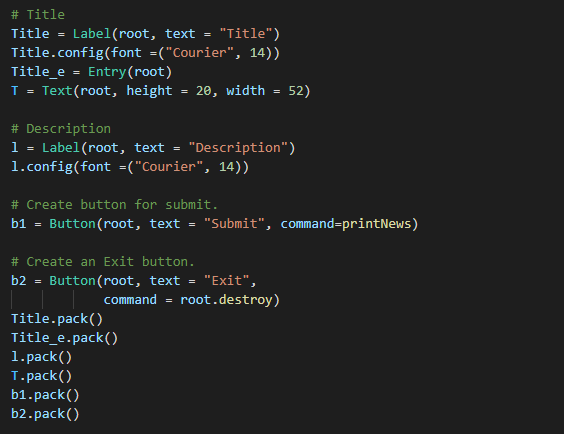 # Title
Title = Label(root, text = "Title")
Title.config(font =("Courier", 14))
Title_e = Entry(root)
T = Text(root, height = 20, width = 52)
# Description
l = Label(root, text = "Description")
l.config(font =("Courier", 14))
# Create button for submit.
b1 = Button(root, text = "Submit", command=printNews)
# Create an Exit button.
b2 = Button(root, text = "Exit",
            command = root.destroy)
Title.pack()
Title_e.pack()
l.pack()
T.pack()
b1.pack()
b2.pack()